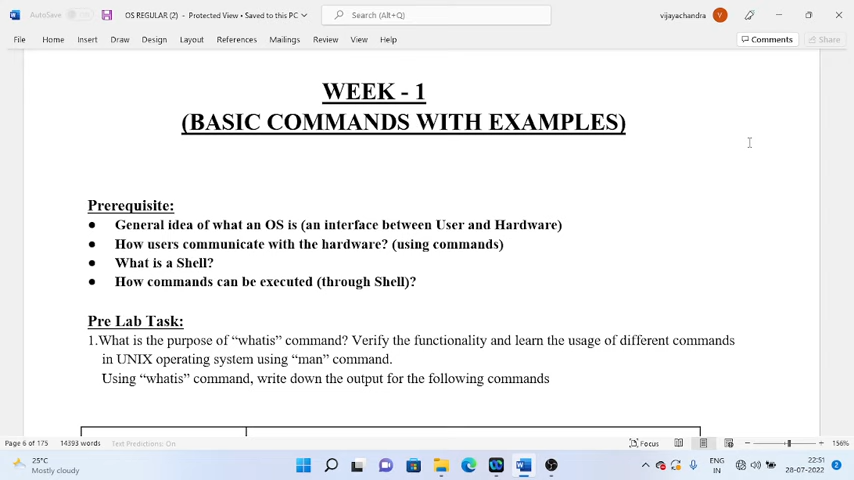 AutoSave
Off
OS REGULAR (2) - Protected View • Saved to this PC
Search (Alt+Q)
vijayachandra
V
File Home Insert Draw Design Layout References Mailings Review View Help
Comments
Share
WEEK - 1
(BASIC COMMANDS WITH EXAMPLES)
Prerequisite:
● General idea of what an OS is (an interface between User and Hardware)
● How users communicate with the hardware? (using commands)
● What is a Shell?
● How commands can be executed (through Shell)?
Pre Lab Task:
1.What is the purpose of “whatis” command? Verify the functionality and learn the usage of different commands
in UNIX operating system using “man” command.
Using “whatis” command, write down the output for the following commands
Page 6 of 175 14393 words Text Predictions: On
Focus
156%
25°C
Mostly cloudy
ENG
IN
22:51
28-07-2022
2